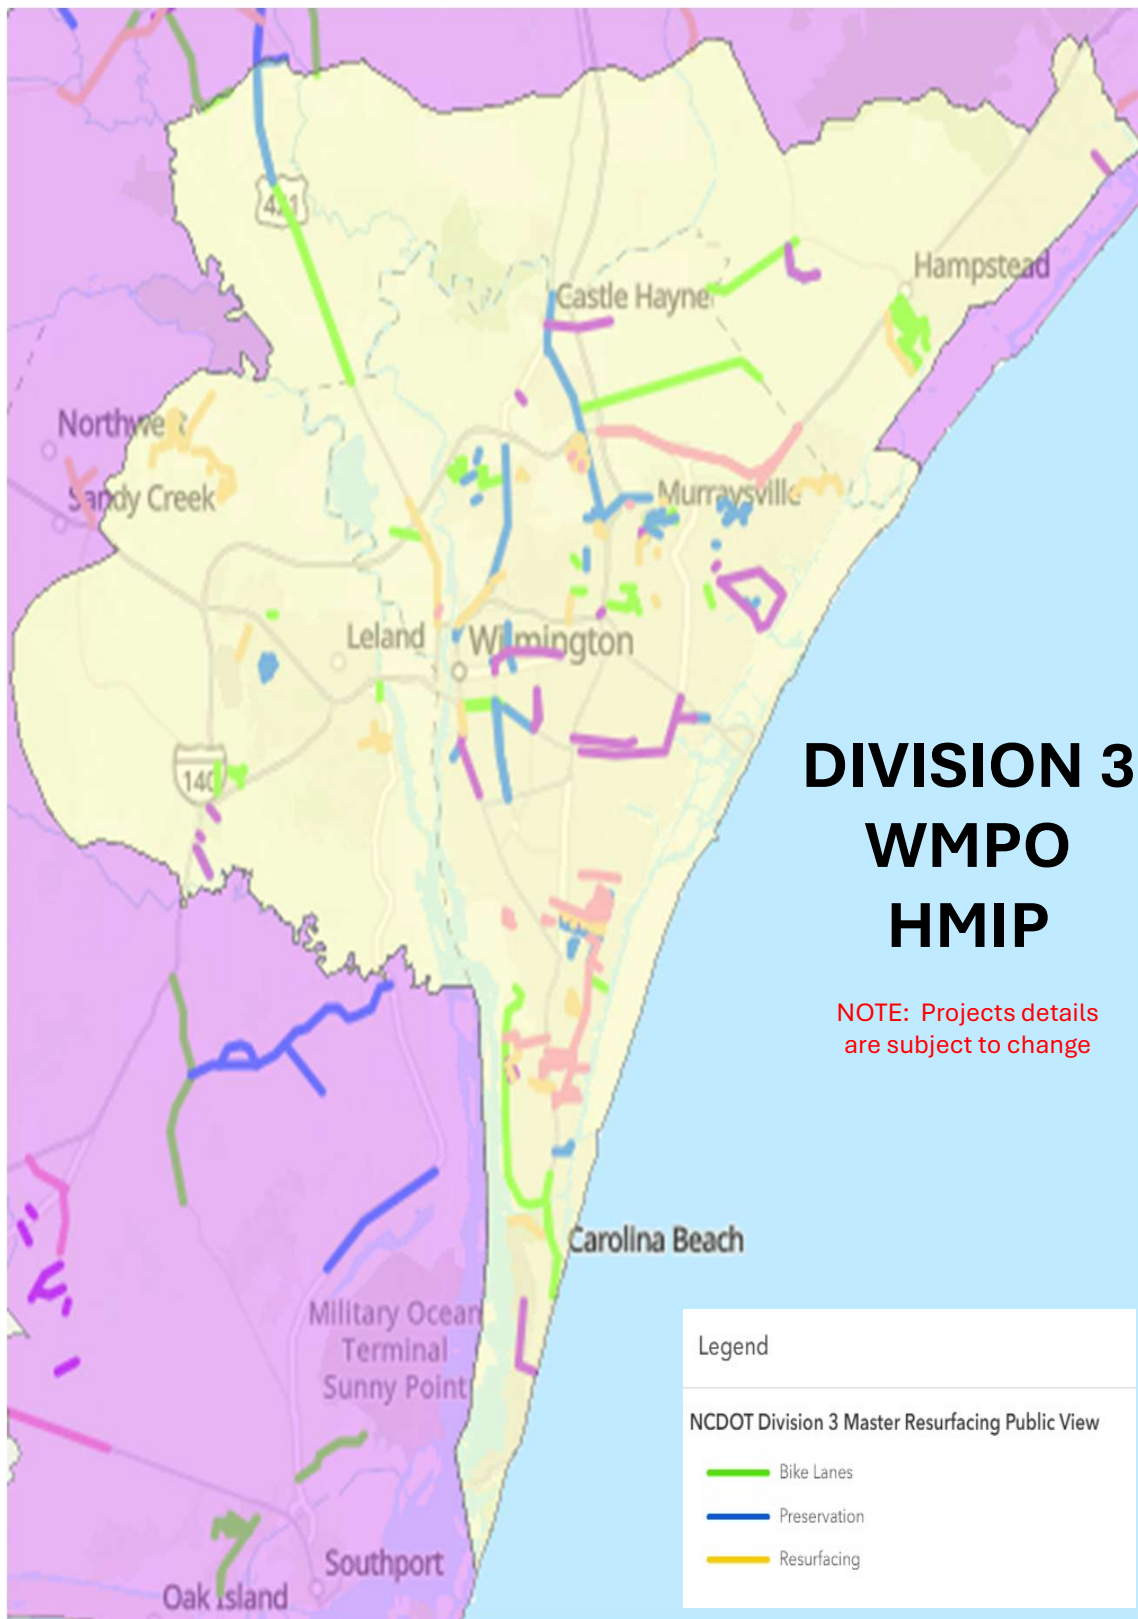 421
Castle Hayne
Hampstead
Sandy Creek
Murraysville
Leland
Wilmington
140
DIVISION 3
WMPO
HMIP
NOTE: Projects details
are subject to change
Carolina Beach
Military Ocean
Terminal
Sunny Point
Southport
Oak Island
Legend
NCDOT Division 3 Master Resurfacing Public View
Bike Lanes
Preservation
Resurfacing